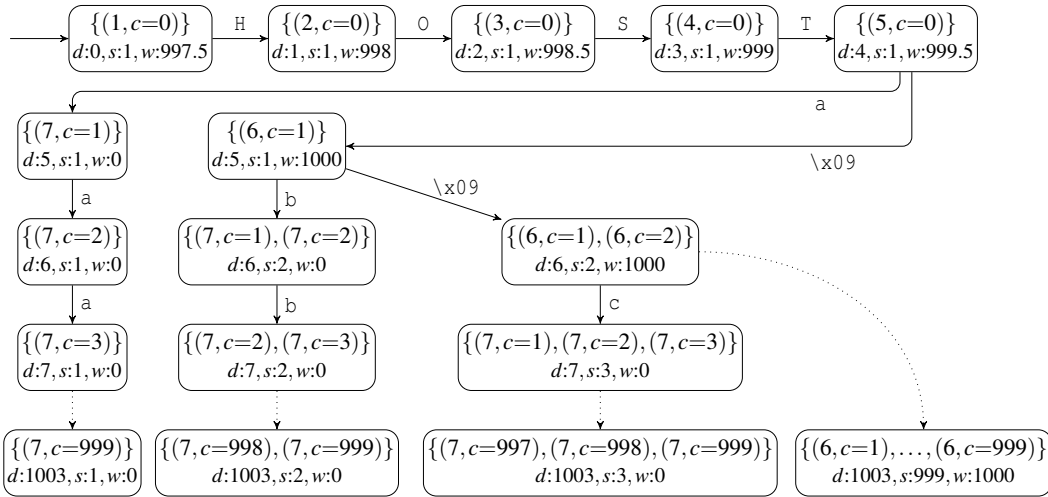 {(1, c=0)} H {(2, c=0)} O {(3, c=0)} S {(4, c=0)} T {(5, c=0)}
d:0, s:1, w:997.5 d:1, s:1, w:998 d:2, s:1, w:998.5 d:3, s:1, w:999 d:4, s:1, w:999.5
a
{(7, c=1)} {(6, c=1)}
d:5, s:1, w:0 d:5, s:1, w:1000 \x09
a b \x09
{(7, c=2)} {(7, c=1), (7, c=2)} {(6, c=1), (6, c=2)}
d:6, s:1, w:0 d:6, s:2, w:0 d:6, s:2, w:1000
a b c
{(7, c=3)} {(7, c=2), (7, c=3)} {(7, c=1), (7, c=2), (7, c=3)}
d:7, s:1, w:0 d:7, s:2, w:0 d:7, s:3, w:0
{(7, c=999)} {(7, c=998), (7, c=999)} {(7, c=997), (7, c=998), (7, c=999)} {(6, c=1), ..., (6, c=999)}
d:1003, s:1, w:0 d:1003, s:2, w:0 d:1003, s:3, w:0 d:1003, s:999, w:1000